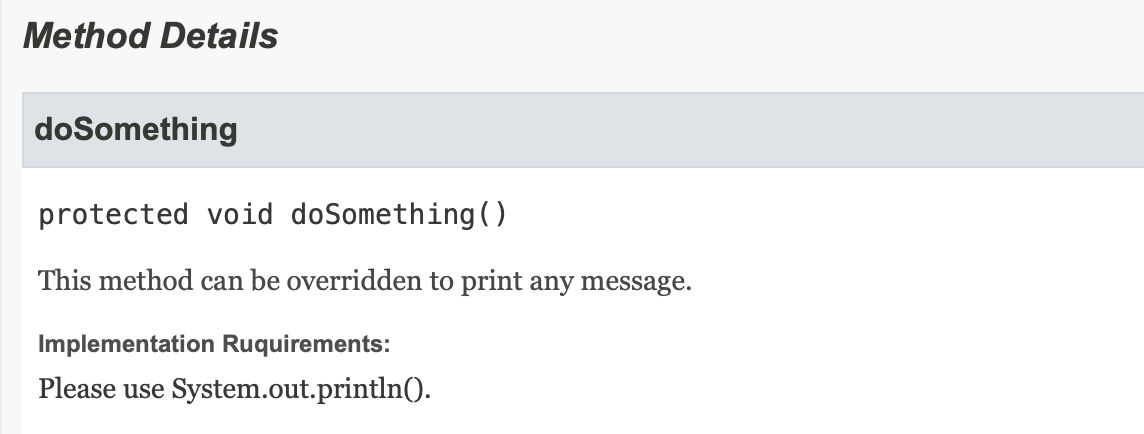 Method Details
doSomething
protected void doSomething()
This method can be overridden to print any message.
Implementation Ruquirements:
Please use System.out.println().